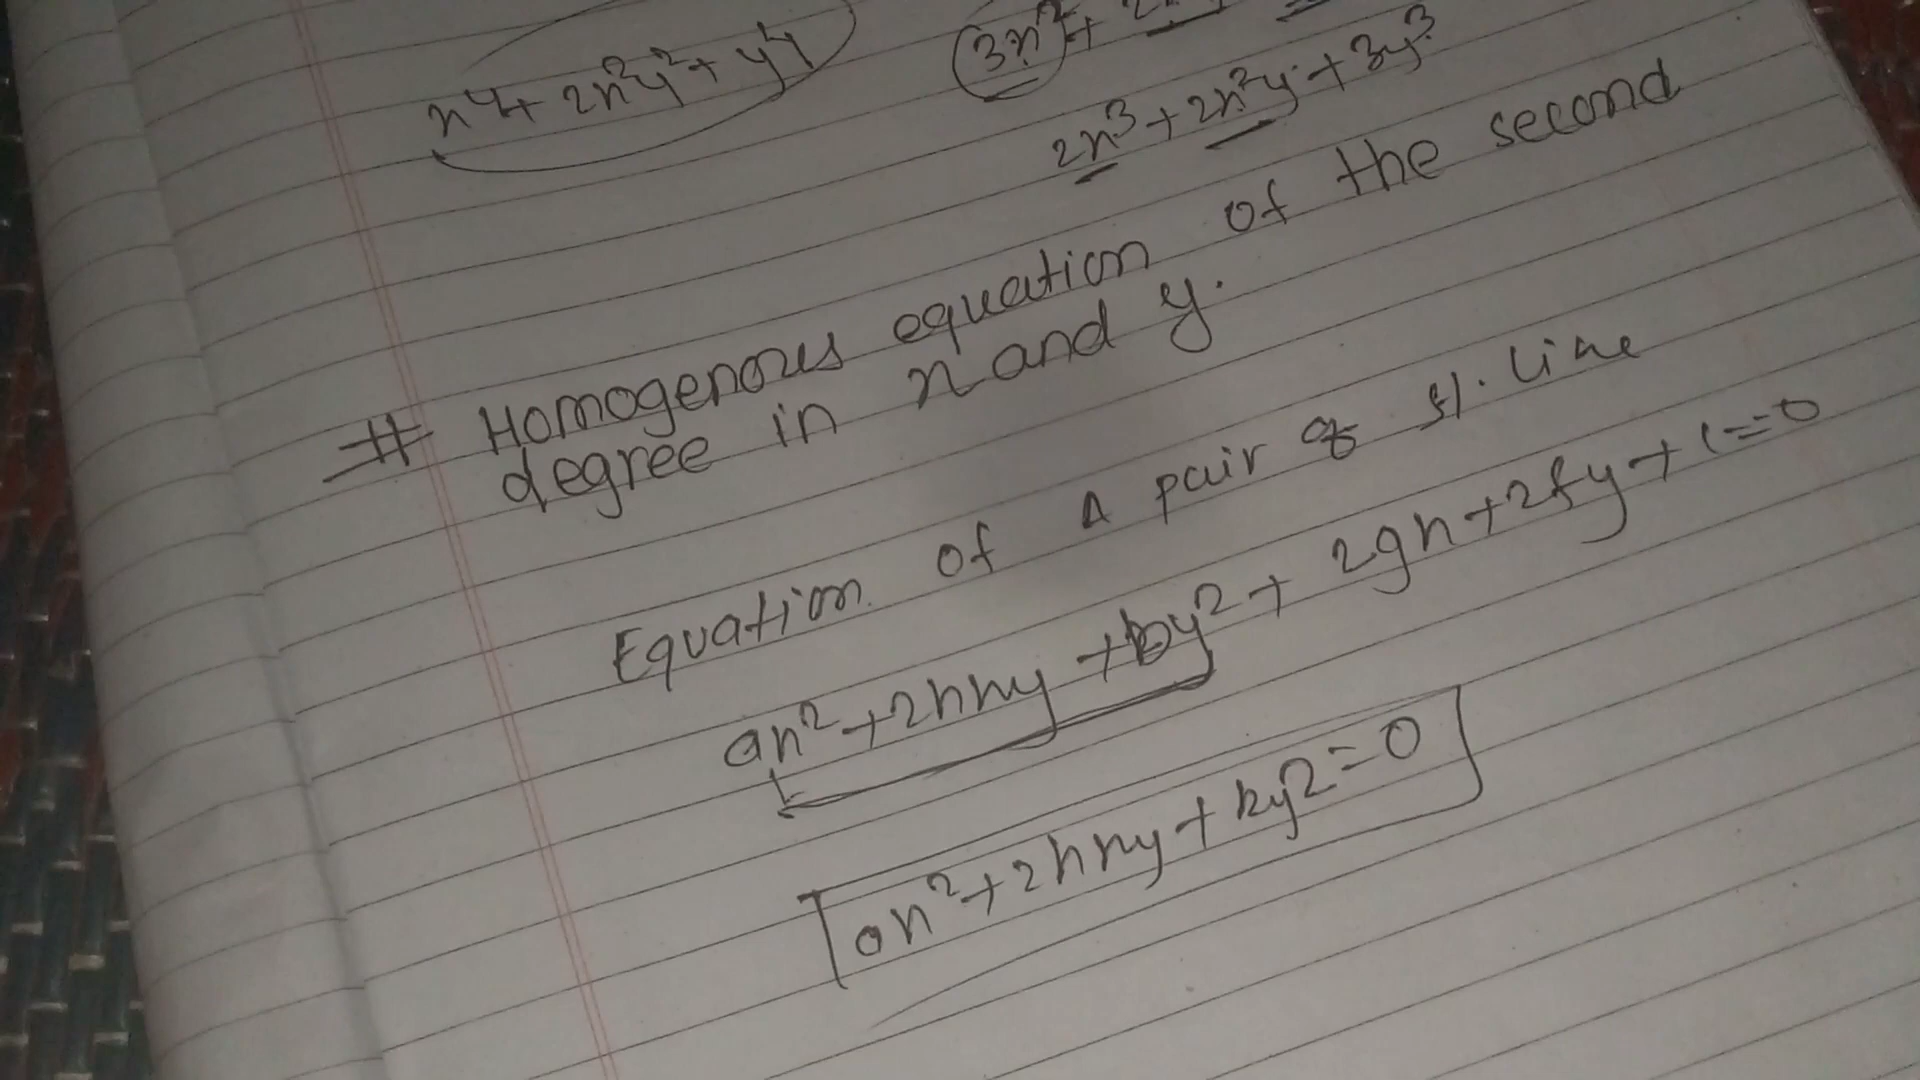 x⁴ + 2x²y² + y⁴
3x² +
2x³ + 2x²y + 3y³
# Homogenous equation of the second
degree in x and y.
Equation of A pair of st. line
ax² + 2hxy + by² + 2gx + 2fy + c = 0
ax² + 2hxy + by² = 0